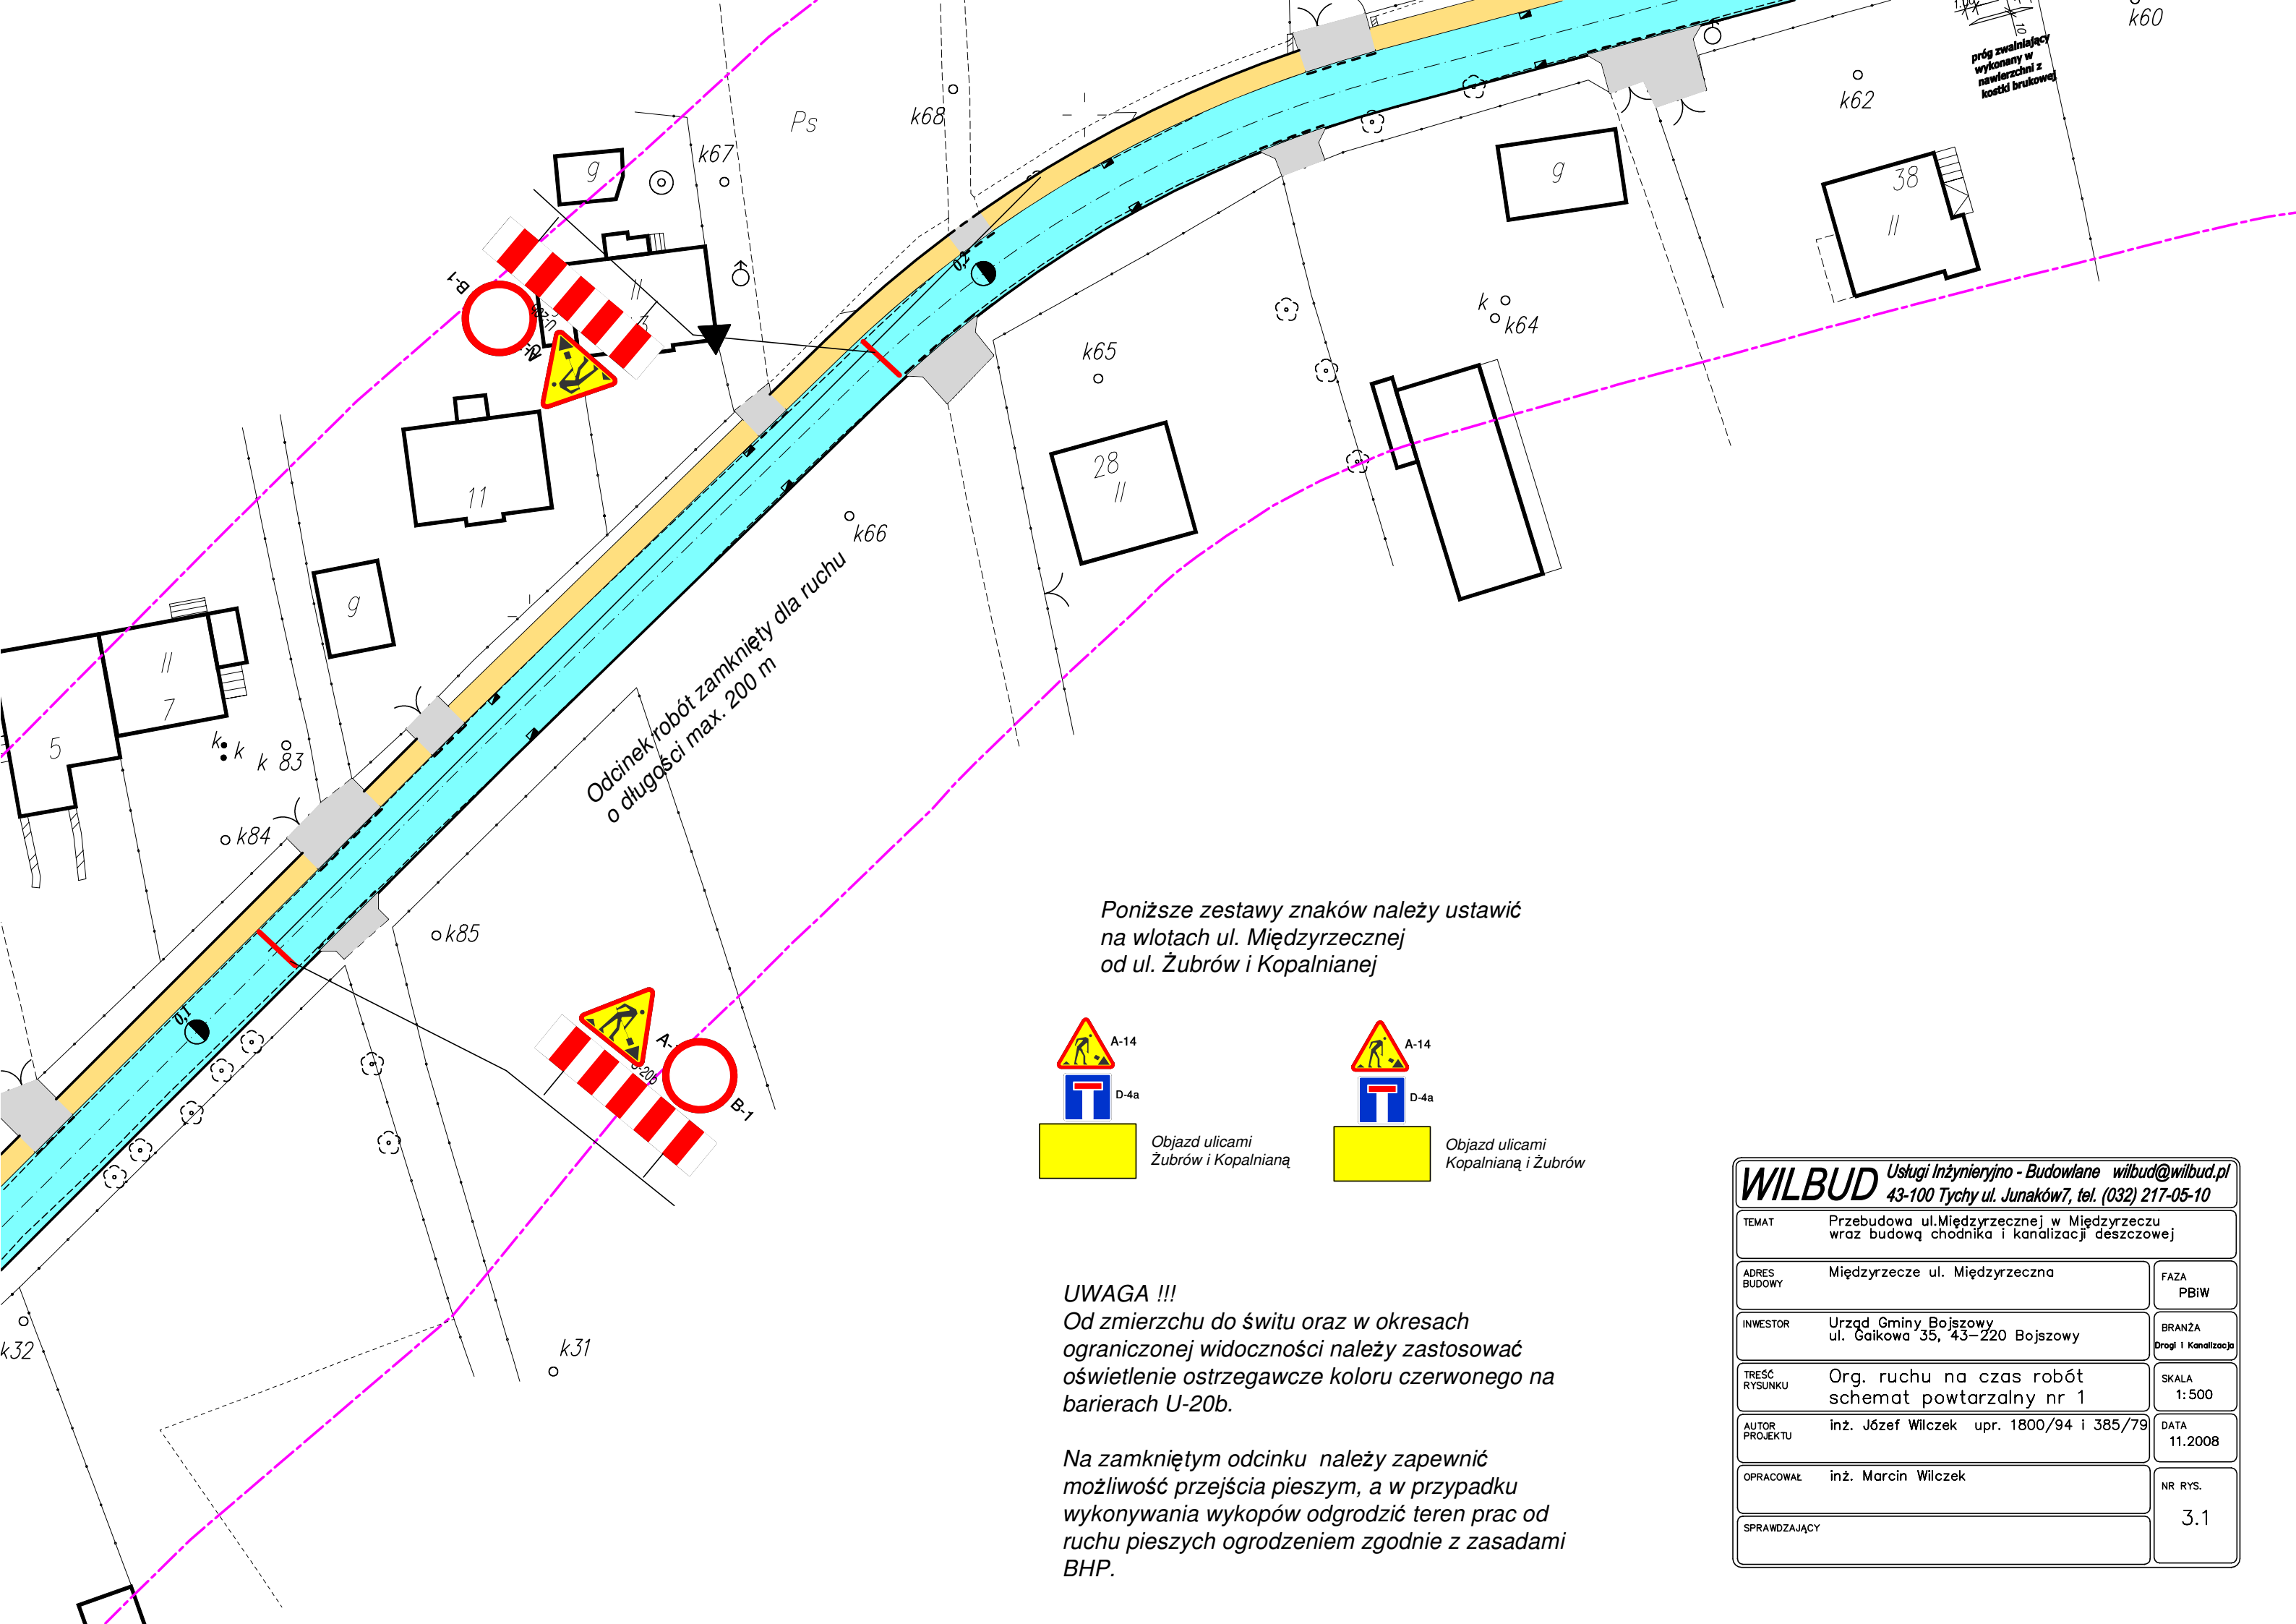 k60
próg zwalniający
wykonany w
nawierzchni z
kostki brukowej
k62
Ps
k68
k67
g
g
38
//
0,2
B-1
//
k
k64
k65
11
28
//
k66
g
//
7
5
k
k
k 83
k84
Odcinek robót zamknięty dla ruchu
o długości max. 200 m
k85
0,1
B-1
k32
k31
Poniższe zestawy znaków należy ustawić
na wlotach ul. Międzyrzecznej
od ul. Żubrów i Kopalnianej
A-14
D-4a
Objazd ulicami
Żubrów i Kopalnianą
A-14
D-4a
Objazd ulicami
Kopalnianą i Żubrów
UWAGA !!!
Od zmierzchu do świtu oraz w okresach
ograniczonej widoczności należy zastosować
oświetlenie ostrzegawcze koloru czerwonego na
barierach U-20b.
Na zamkniętym odcinku należy zapewnić
możliwość przejścia pieszym, a w przypadku
wykonywania wykopów odgrodzić teren prac od
ruchu pieszych ogrodzeniem zgodnie z zasadami
BHP.
WILBUD Usługi Inżynieryjno - Budowlane wilbud@wilbud.pl
43-100 Tychy ul. Junaków7, tel. (032) 217-05-10
TEMAT Przebudowa ul.Międzyrzecznej w Międzyrzeczu
wraz budową chodnika i kanalizacji deszczowej
ADRES BUDOWY Międzyrzecze ul. Międzyrzeczna
FAZA
PBiW
INWESTOR Urząd Gminy Bojszowy
ul. Gaikowa 35, 43-220 Bojszowy
BRANŻA
Drogi i Kanalizacja
TREŚĆ RYSUNKU Org. ruchu na czas robót
schemat powtarzalny nr 1
SKALA
1:500
AUTOR PROJEKTU inż. Józef Wilczek upr. 1800/94 i 385/79
DATA
11.2008
OPRACOWAŁ inż. Marcin Wilczek
NR RYS.
3.1
SPRAWDZAJĄCY